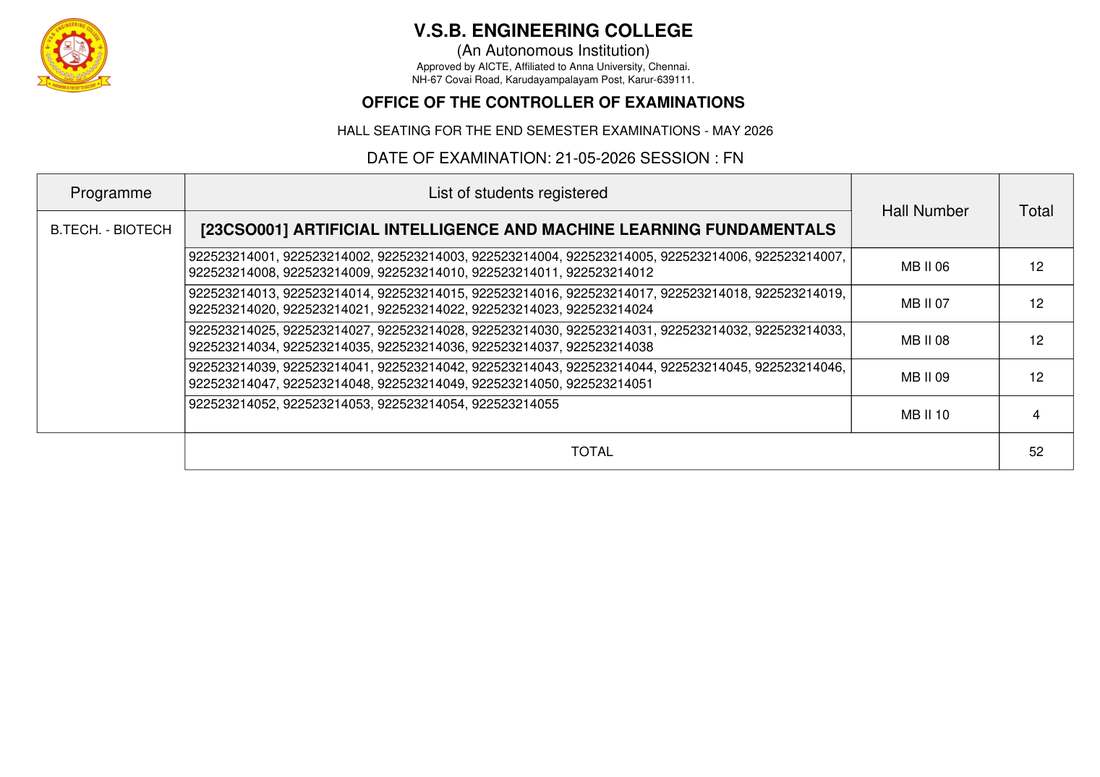 V.S.B. ENGINEERING COLLEGE
(An Autonomous Institution)
Approved by AICTE, Affiliated to Anna University, Chennai.
NH-67 Covai Road, Karudayampalayam Post, Karur-639111.
OFFICE OF THE CONTROLLER OF EXAMINATIONS
HALL SEATING FOR THE END SEMESTER EXAMINATIONS - MAY 2026
DATE OF EXAMINATION: 21-05-2026 SESSION : FN
Programme
List of students registered
Hall Number
Total
B.TECH. - BIOTECH
[23CSO001] ARTIFICIAL INTELLIGENCE AND MACHINE LEARNING FUNDAMENTALS
922523214001, 922523214002, 922523214003, 922523214004, 922523214005, 922523214006, 922523214007,
922523214008, 922523214009, 922523214010, 922523214011, 922523214012
MB II 06
12
922523214013, 922523214014, 922523214015, 922523214016, 922523214017, 922523214018, 922523214019,
922523214020, 922523214021, 922523214022, 922523214023, 922523214024
MB II 07
12
922523214025, 922523214027, 922523214028, 922523214030, 922523214031, 922523214032, 922523214033,
922523214034, 922523214035, 922523214036, 922523214037, 922523214038
MB II 08
12
922523214039, 922523214041, 922523214042, 922523214043, 922523214044, 922523214045, 922523214046,
922523214047, 922523214048, 922523214049, 922523214050, 922523214051
MB II 09
12
922523214052, 922523214053, 922523214054, 922523214055
MB II 10
4
TOTAL
52